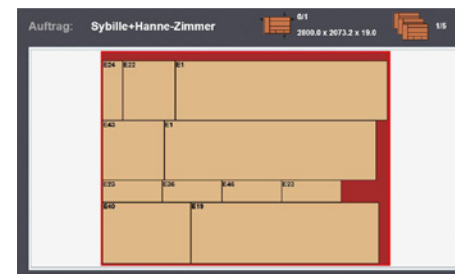 Auftrag: Sybille+Hanne-Zimmer
0/1
2800.0 x 2073.2 x 19.0
1/5
E24 E22 E1
E43 E1
E23 E26 E46 E22
E40 E19